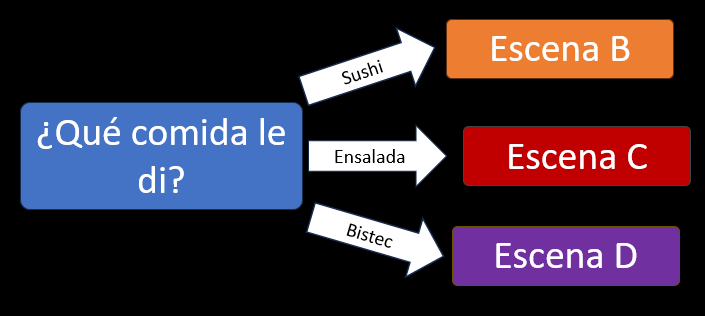 ¿Qué comida le
di?
Sushi
Escena B
Ensalada
Escena C
Bistec
Escena D